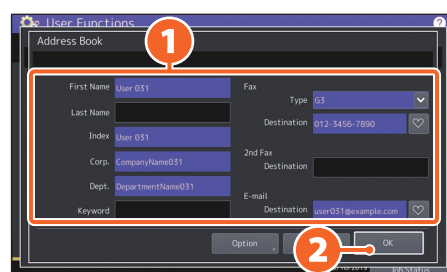 User Functions
?
Address Book
1
First Name User 031
Last Name
Index User 031
Corp. CompanyName031
Dept. DepartmentName031
Keyword
Fax
Type G3
Destination 012-3456-7890
2nd Fax
Destination
E-mail
Destination user031@example.com
Option
2
OK
Job Status